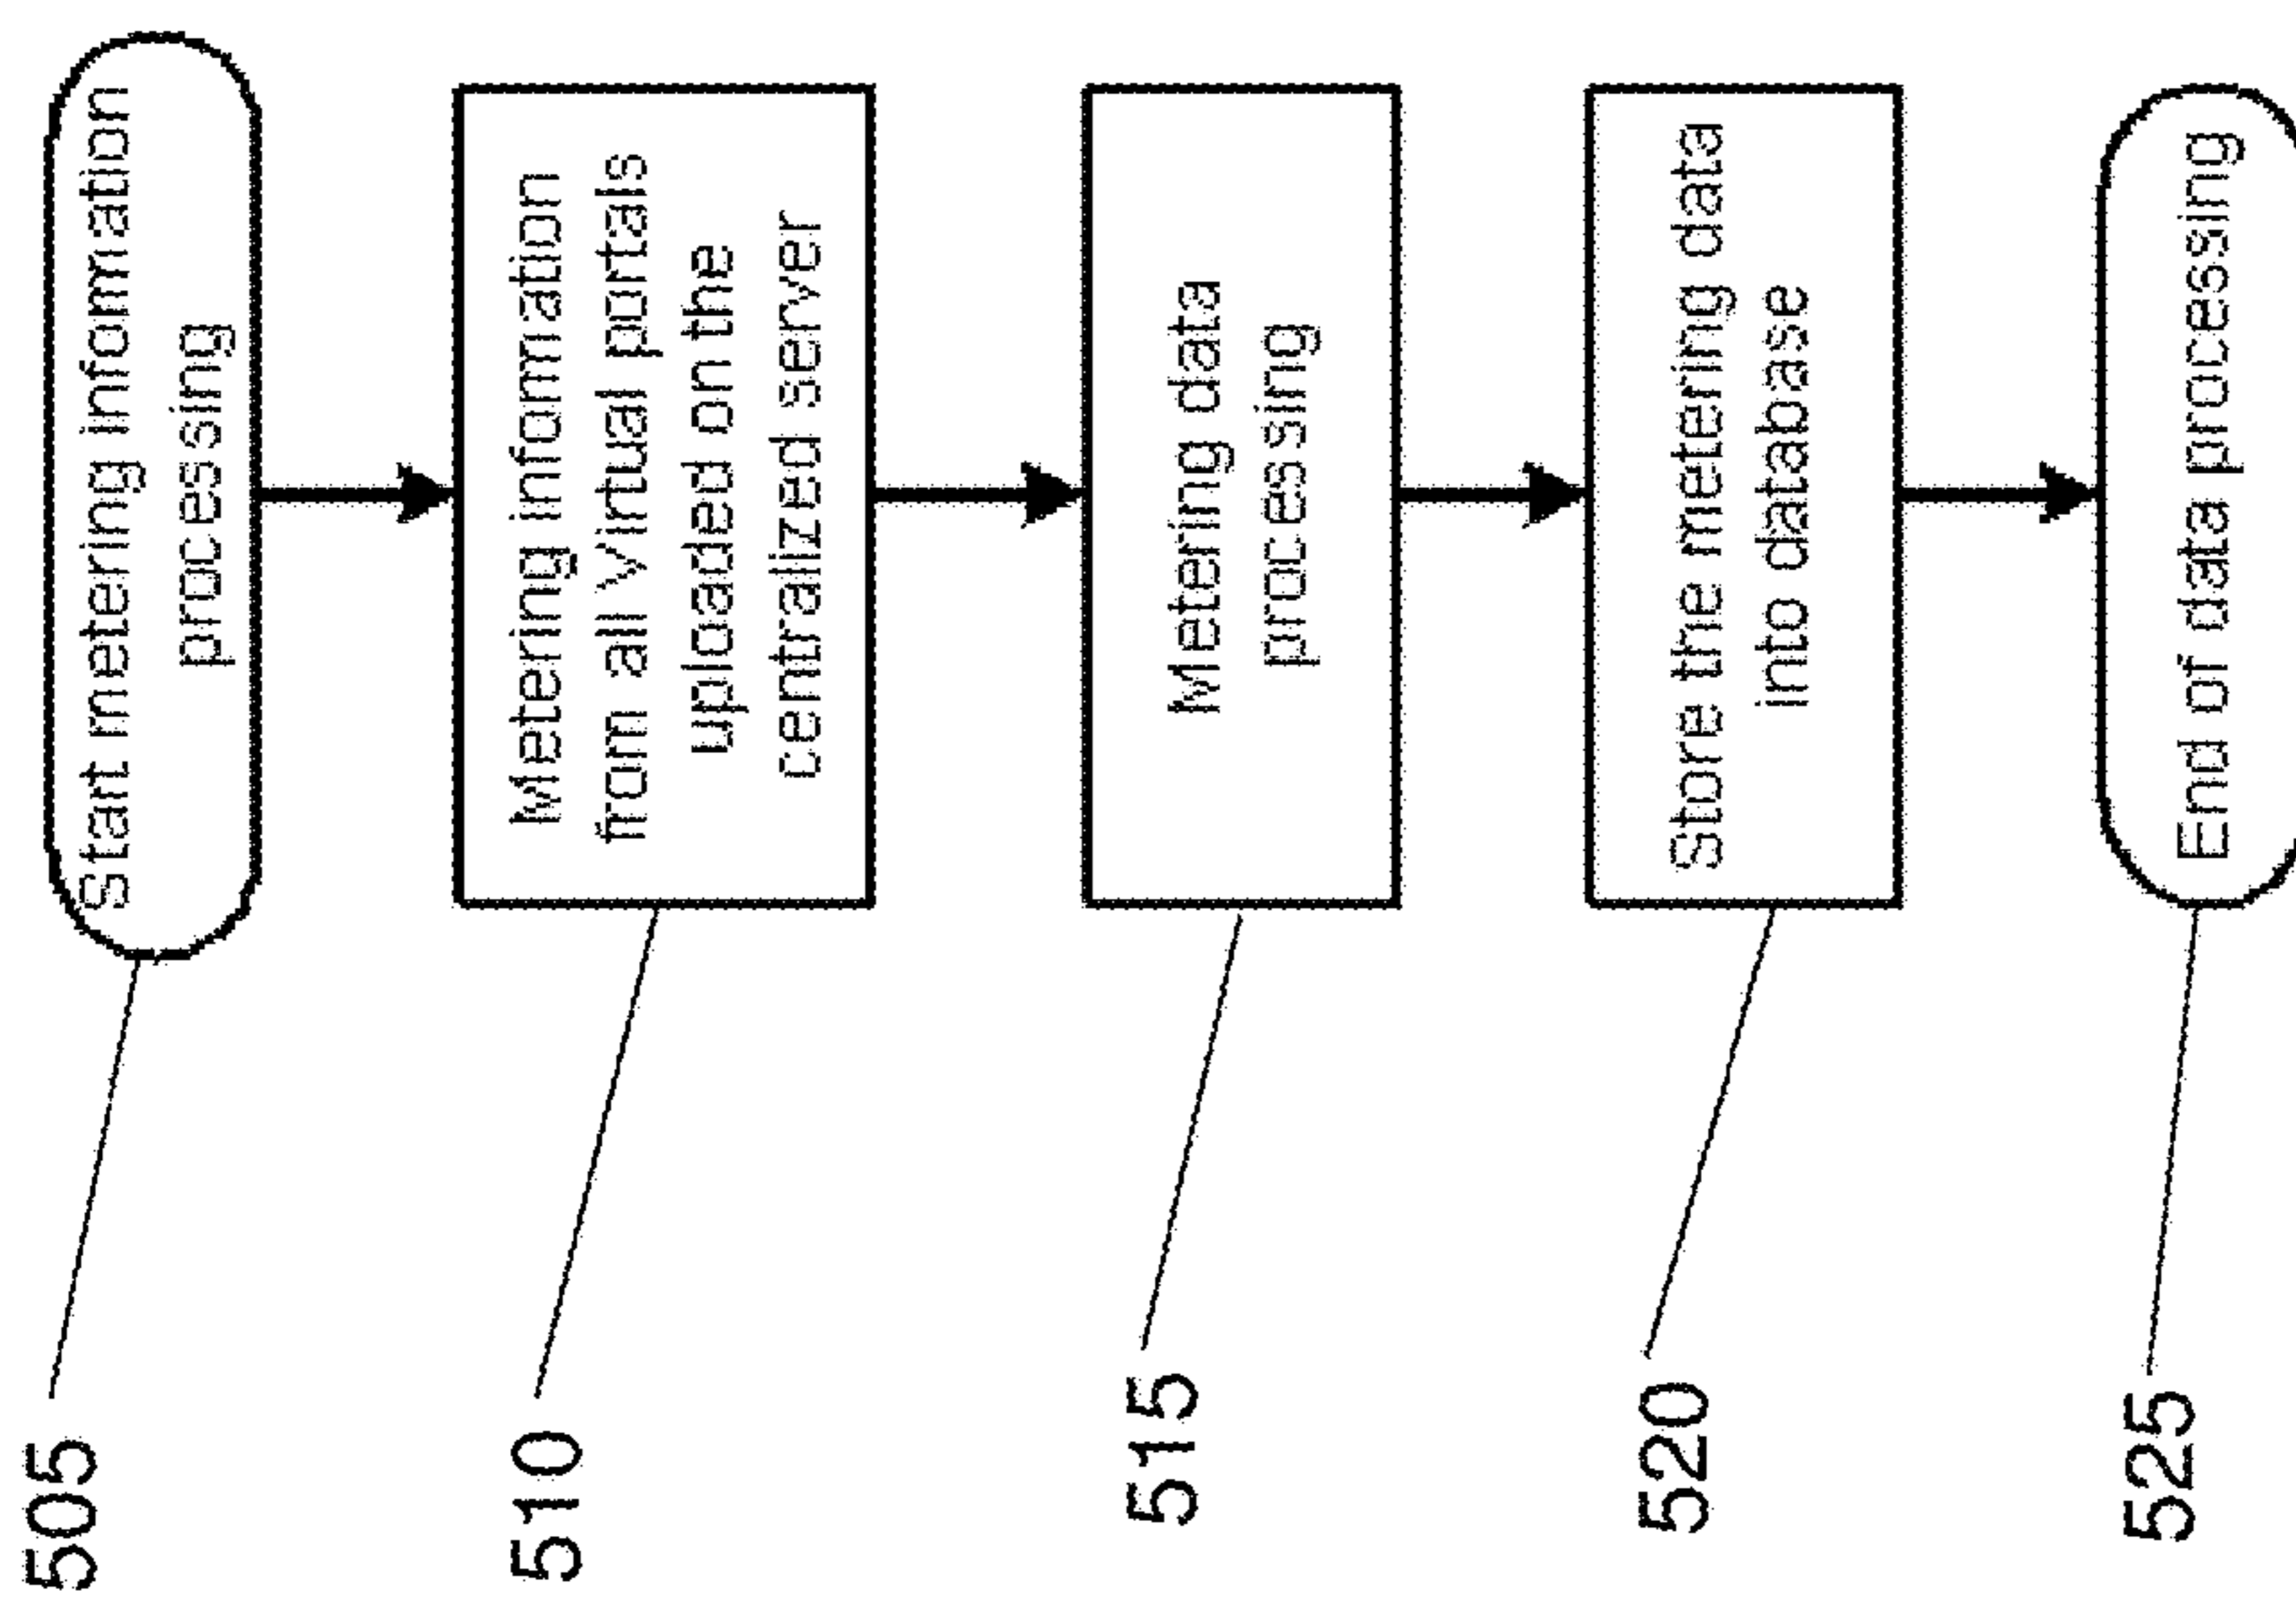 505
Start metering information
processing
510
Metering information
from all Virtual portals
uploaded on the
centralized server
515
Metering data
processing
520
Store the metering data
into database
525
End of data processing